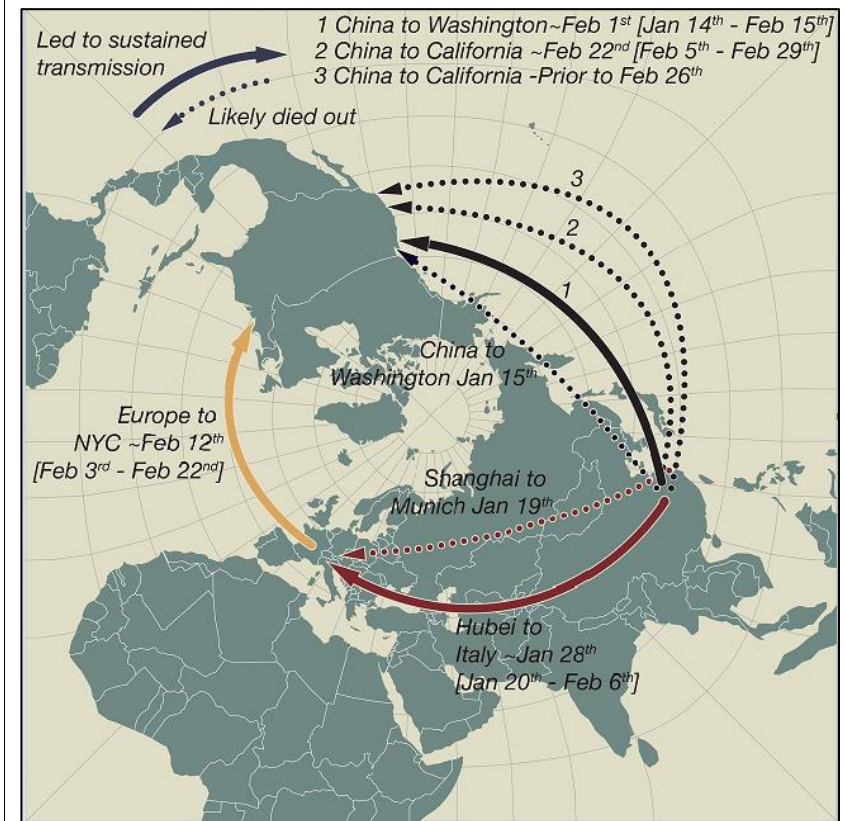 Led to sustained
transmission
Likely died out
1 China to Washington~Feb 1st [Jan 14th - Feb 15th]
2 China to California ~Feb 22nd [Feb 5th - Feb 29th]
3 China to California -Prior to Feb 26th
3
2
1
China to
Washington Jan 15th
Europe to
NYC ~Feb 12th
[Feb 3rd - Feb 22nd]
Shanghai to
Munich Jan 19th
Hubei to
Italy ~Jan 28th
[Jan 20th - Feb 6th]